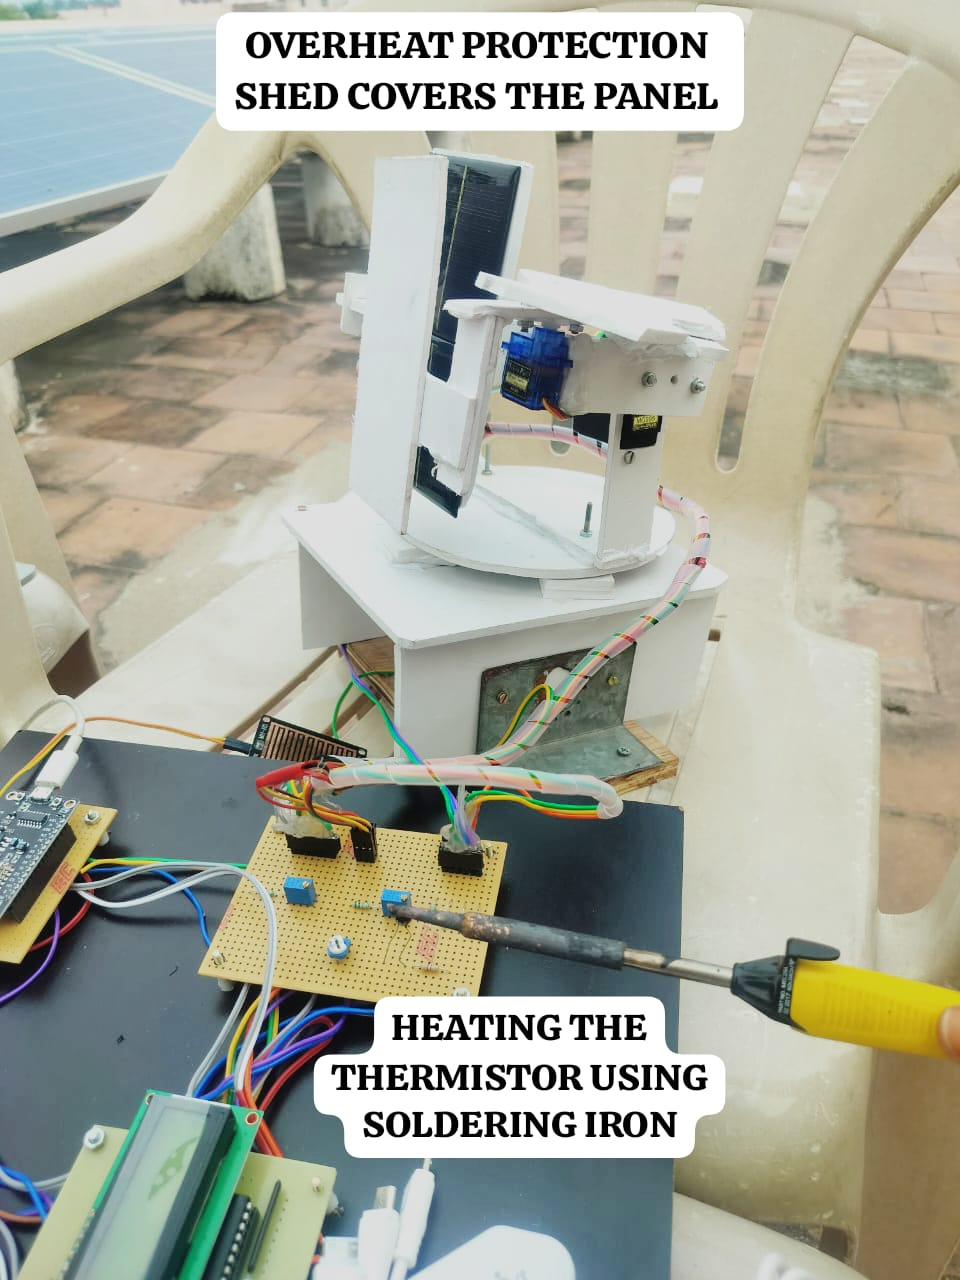 OVERHEAT PROTECTION
SHED COVERS THE PANEL
HEATING THE
THERMISTOR USING
SOLDERING IRON